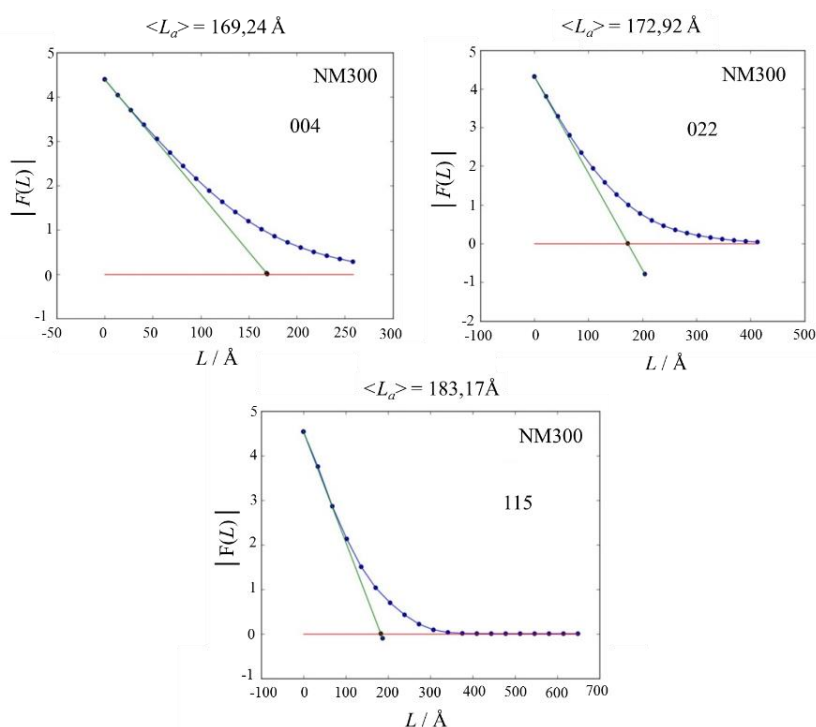 <L_a> = 169,24 Å
5
4
3
2
1
0
-1
|F(L)|
NM300
004
-50 0 50 100 150 200 250 300
L / Å
<L_a> = 172,92 Å
5
4
3
2
1
0
-1
-2
|F(L)|
NM300
022
-100 0 100 200 300 400 500
L / Å
<L_a> = 183,17Å
5
4
3
2
1
0
-1
|F(L)|
NM300
115
-100 0 100 200 300 400 500 600 700
L / Å